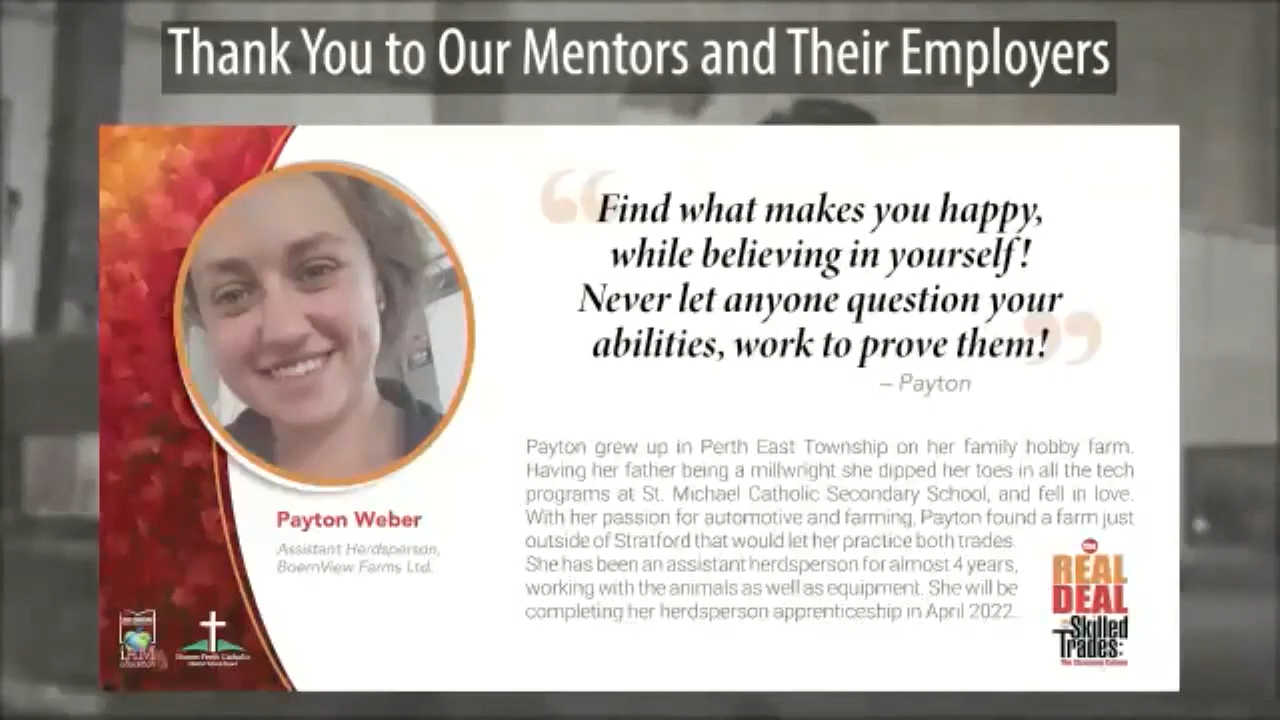 Thank You to Our Mentors and Their Employers
“Find what makes you happy,
while believing in yourself!
Never let anyone question your
abilities, work to prove them!”
– Payton
Payton grew up in Perth East Township on her family hobby farm.
Having her father being a millwright she dipped her toes in all the tech
programs at St. Michael Catholic Secondary School, and fell in love.
With her passion for automotive and farming, Payton found a farm just
outside of Stratford that would let her practice both trades.
She has been an assistant herdsperson for almost 4 years,
working with the animals as well as equipment. She will be
completing her herdsperson apprenticeship in April 2022.
Payton Weber
Assistant Herdsperson,
BoernView Farms Ltd.
iAM
Huron Perth Catholic
THE
REAL
DEAL
Skilled
Trades: